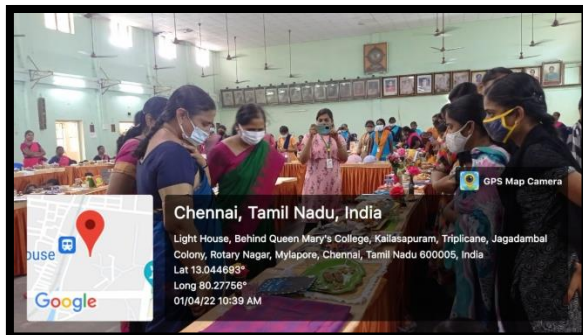 GPS Map Camera
Chennai, Tamil Nadu, India
Light House, Behind Queen Mary's College, Kailasapuram, Triplicane, Jagadambal
Colony, Rotary Nagar, Mylapore, Chennai, Tamil Nadu 600005, India
Lat 13.044693°
Long 80.27756°
01/04/22 10:39 AM
ouse
Google